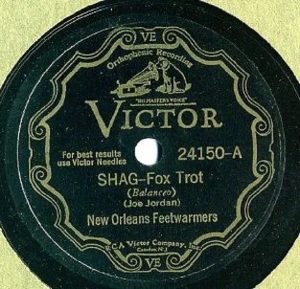 VE
Orthophonic Recording
"HIS MASTER'S VOICE"
VICTOR
For best results
use Victor Needles
24150-A
SHAG-Fox Trot
(Balanceo)
(Joe Jordan)
New Orleans Feetwarmers
R.C.A Victor Company, Inc.
Camden, N.J.
VE